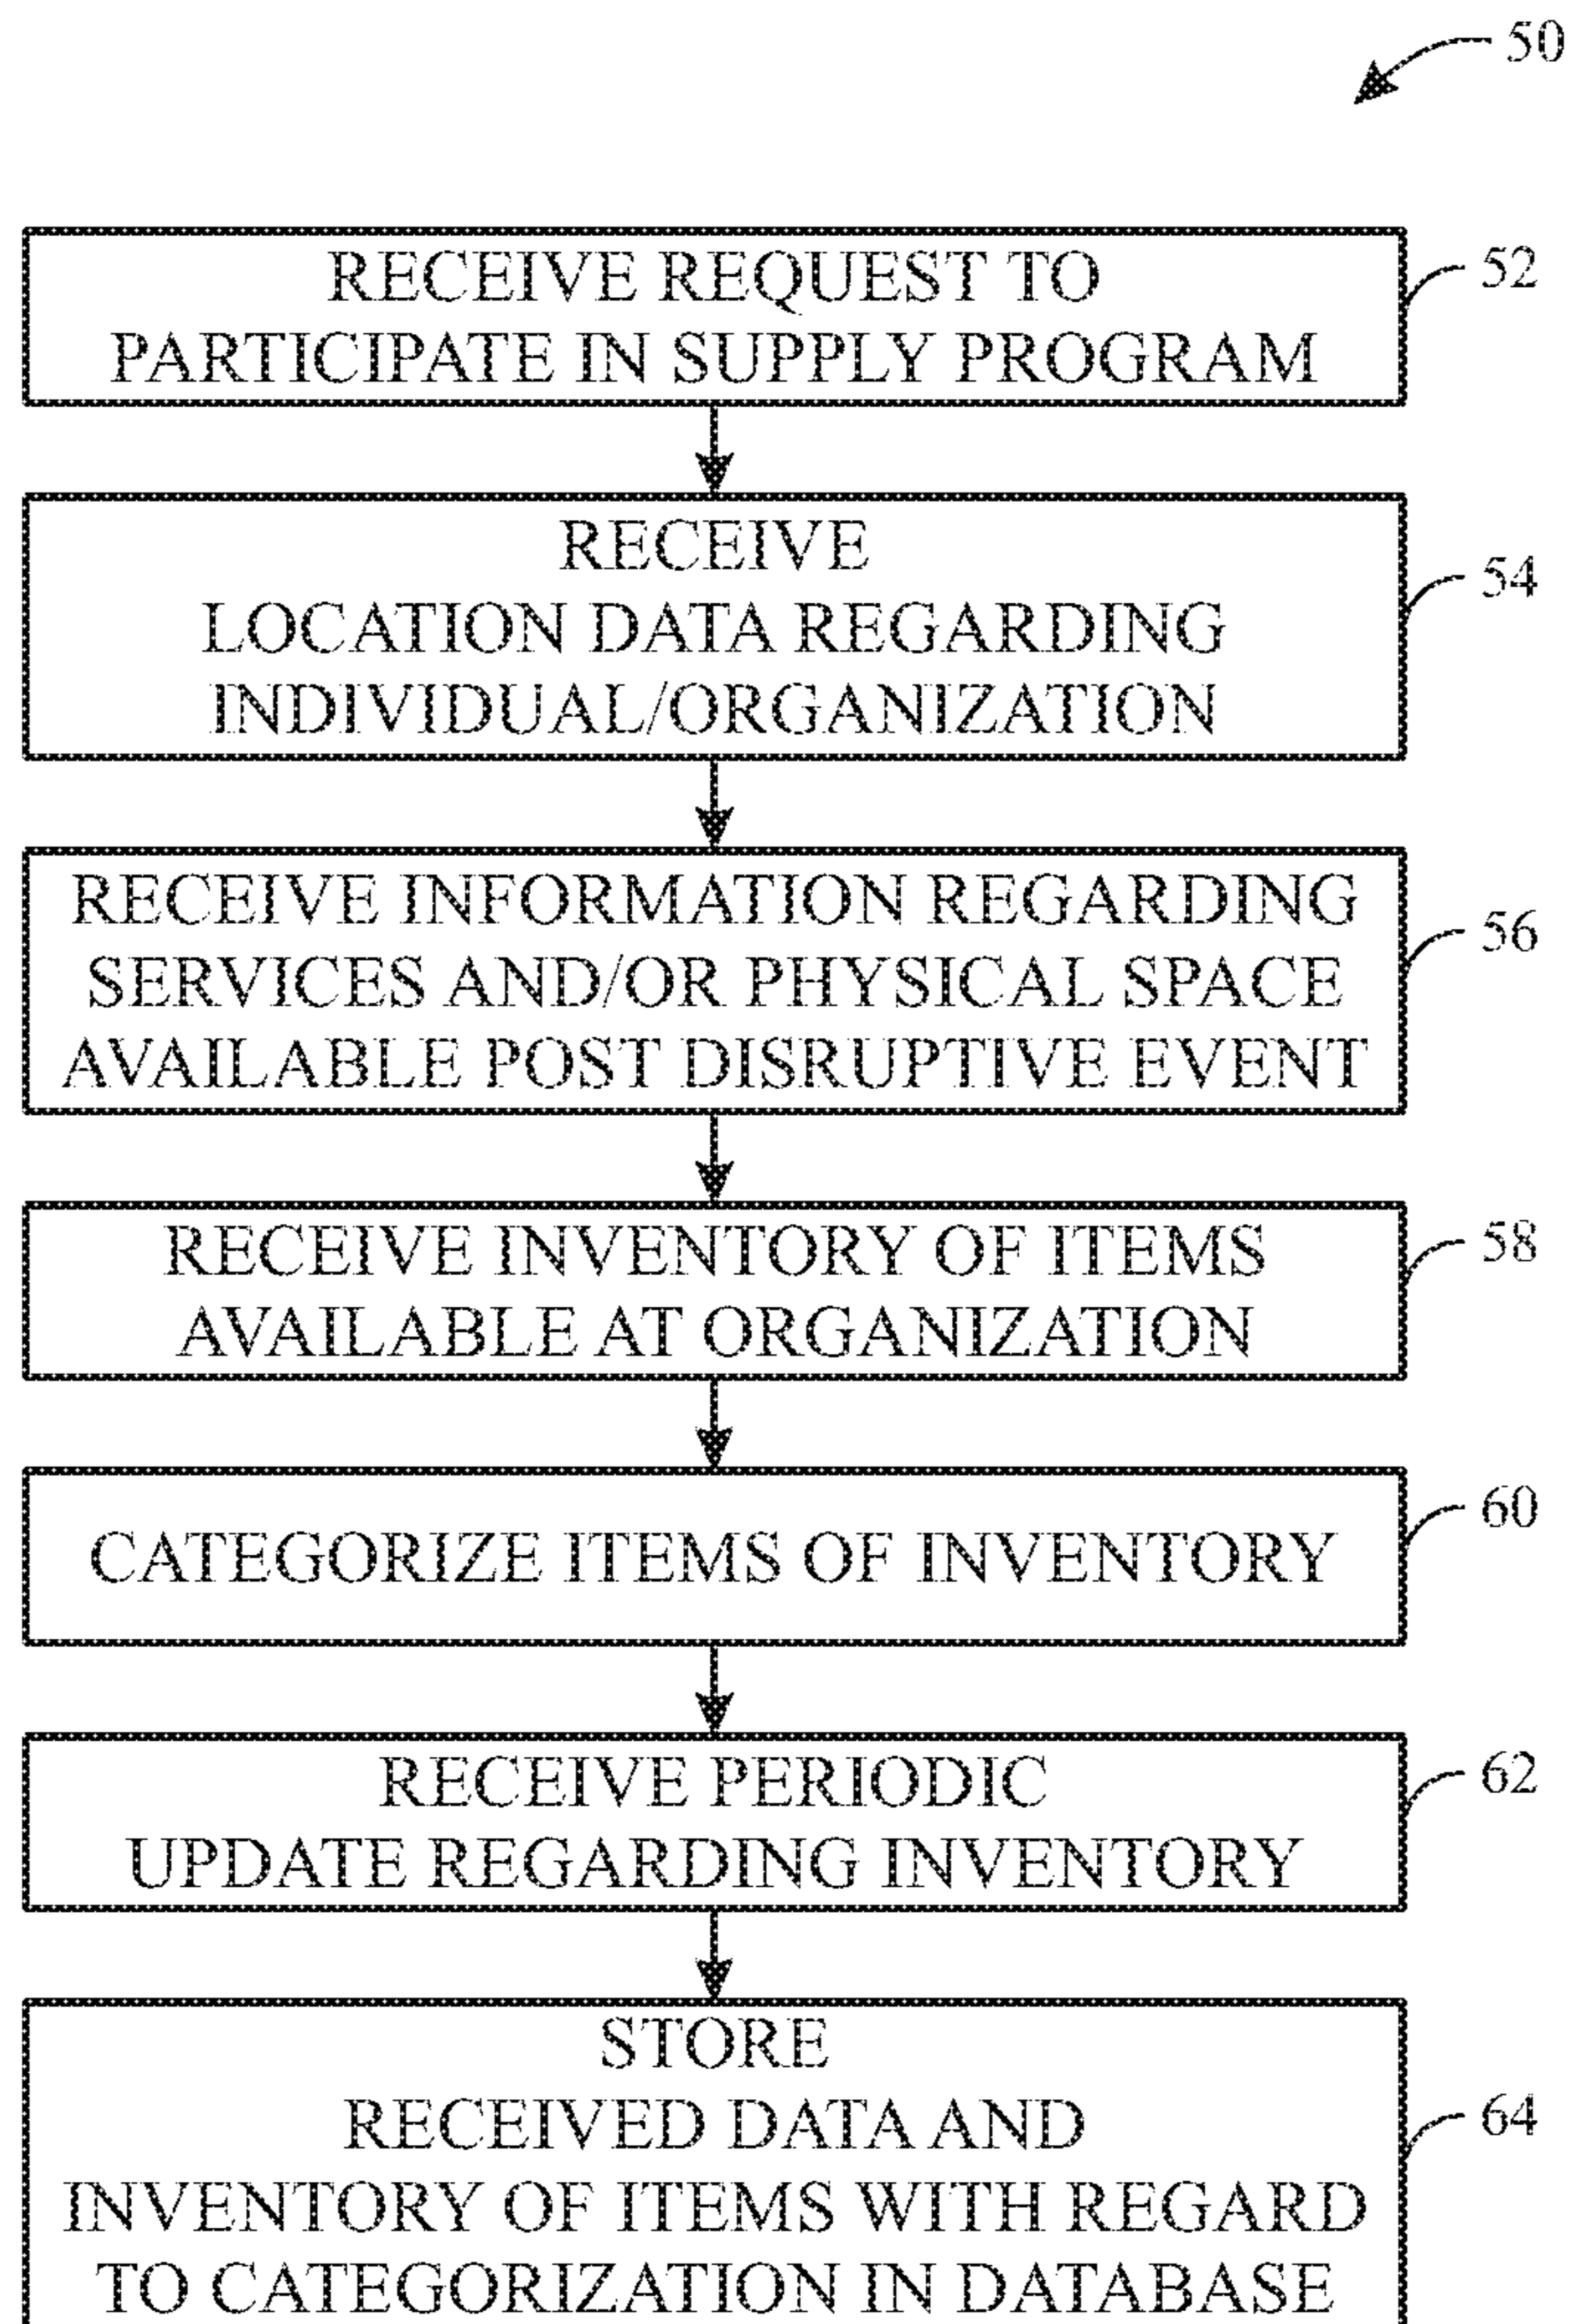 50
RECEIVE REQUEST TO
PARTICIPATE IN SUPPLY PROGRAM
52
RECEIVE
LOCATION DATA REGARDING
INDIVIDUAL/ORGANIZATION
54
RECEIVE INFORMATION REGARDING
SERVICES AND/OR PHYSICAL SPACE
AVAILABLE POST DISRUPTIVE EVENT
56
RECEIVE INVENTORY OF ITEMS
AVAILABLE AT ORGANIZATION
58
CATEGORIZE ITEMS OF INVENTORY
60
RECEIVE PERIODIC
UPDATE REGARDING INVENTORY
62
STORE
RECEIVED DATA AND
INVENTORY OF ITEMS WITH REGARD
TO CATEGORIZATION IN DATABASE
64